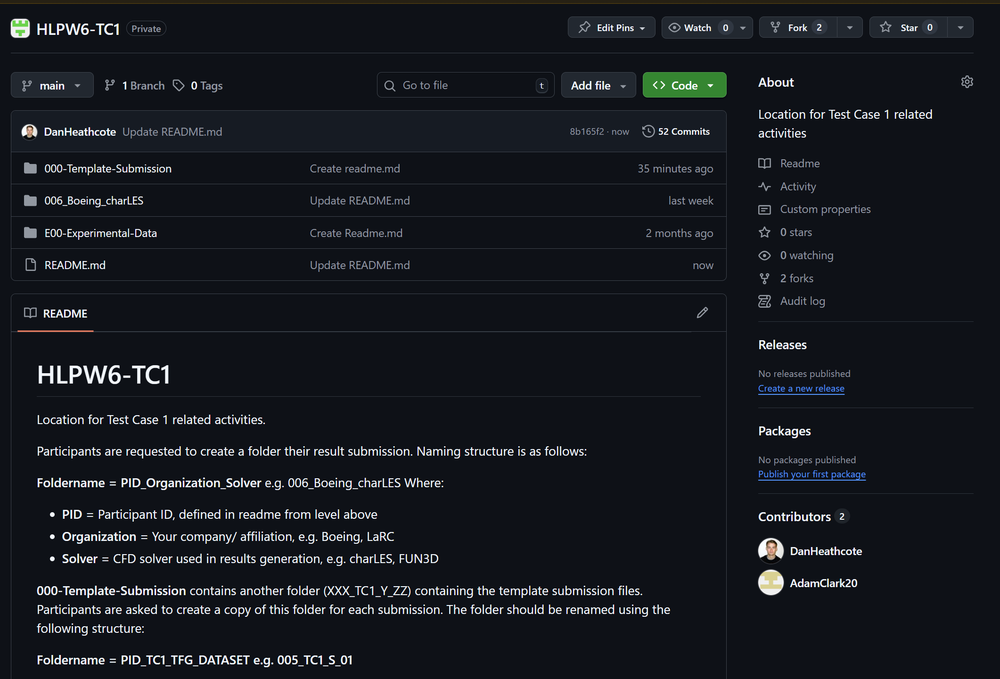 HLPW6-TC1 Private
Edit Pins
Watch 0
Fork 2
Star 0
main
1 Branch
0 Tags
Go to file t
Add file
Code
DanHeathcote Update README.md 8b165f2 · now 52 Commits
000-Template-Submission Create readme.md 35 minutes ago
006_Boeing_charLES Update README.md last week
E00-Experimental-Data Create Readme.md 2 months ago
README.md Update README.md now
README
HLPW6-TC1
Location for Test Case 1 related activities.
Participants are requested to create a folder their result submission. Naming structure is as follows:
Foldername = PID_Organization_Solver e.g. 006_Boeing_charLES Where:
• PID = Participant ID, defined in readme from level above
• Organization = Your company/ affiliation, e.g. Boeing, LaRC
• Solver = CFD solver used in results generation, e.g. charLES, FUN3D
000-Template-Submission contains another folder (XXX_TC1_Y_ZZ) containing the template submission files.
Participants are asked to create a copy of this folder for each submission. The folder should be renamed using the
following structure:
Foldername = PID_TC1_TFG_DATASET e.g. 005_TC1_S_01
About
Location for Test Case 1 related
activities
Readme
Activity
Custom properties
0 stars
0 watching
2 forks
Audit log
Releases
No releases published
Create a new release
Packages
No packages published
Publish your first package
Contributors 2
DanHeathcote
AdamClark20